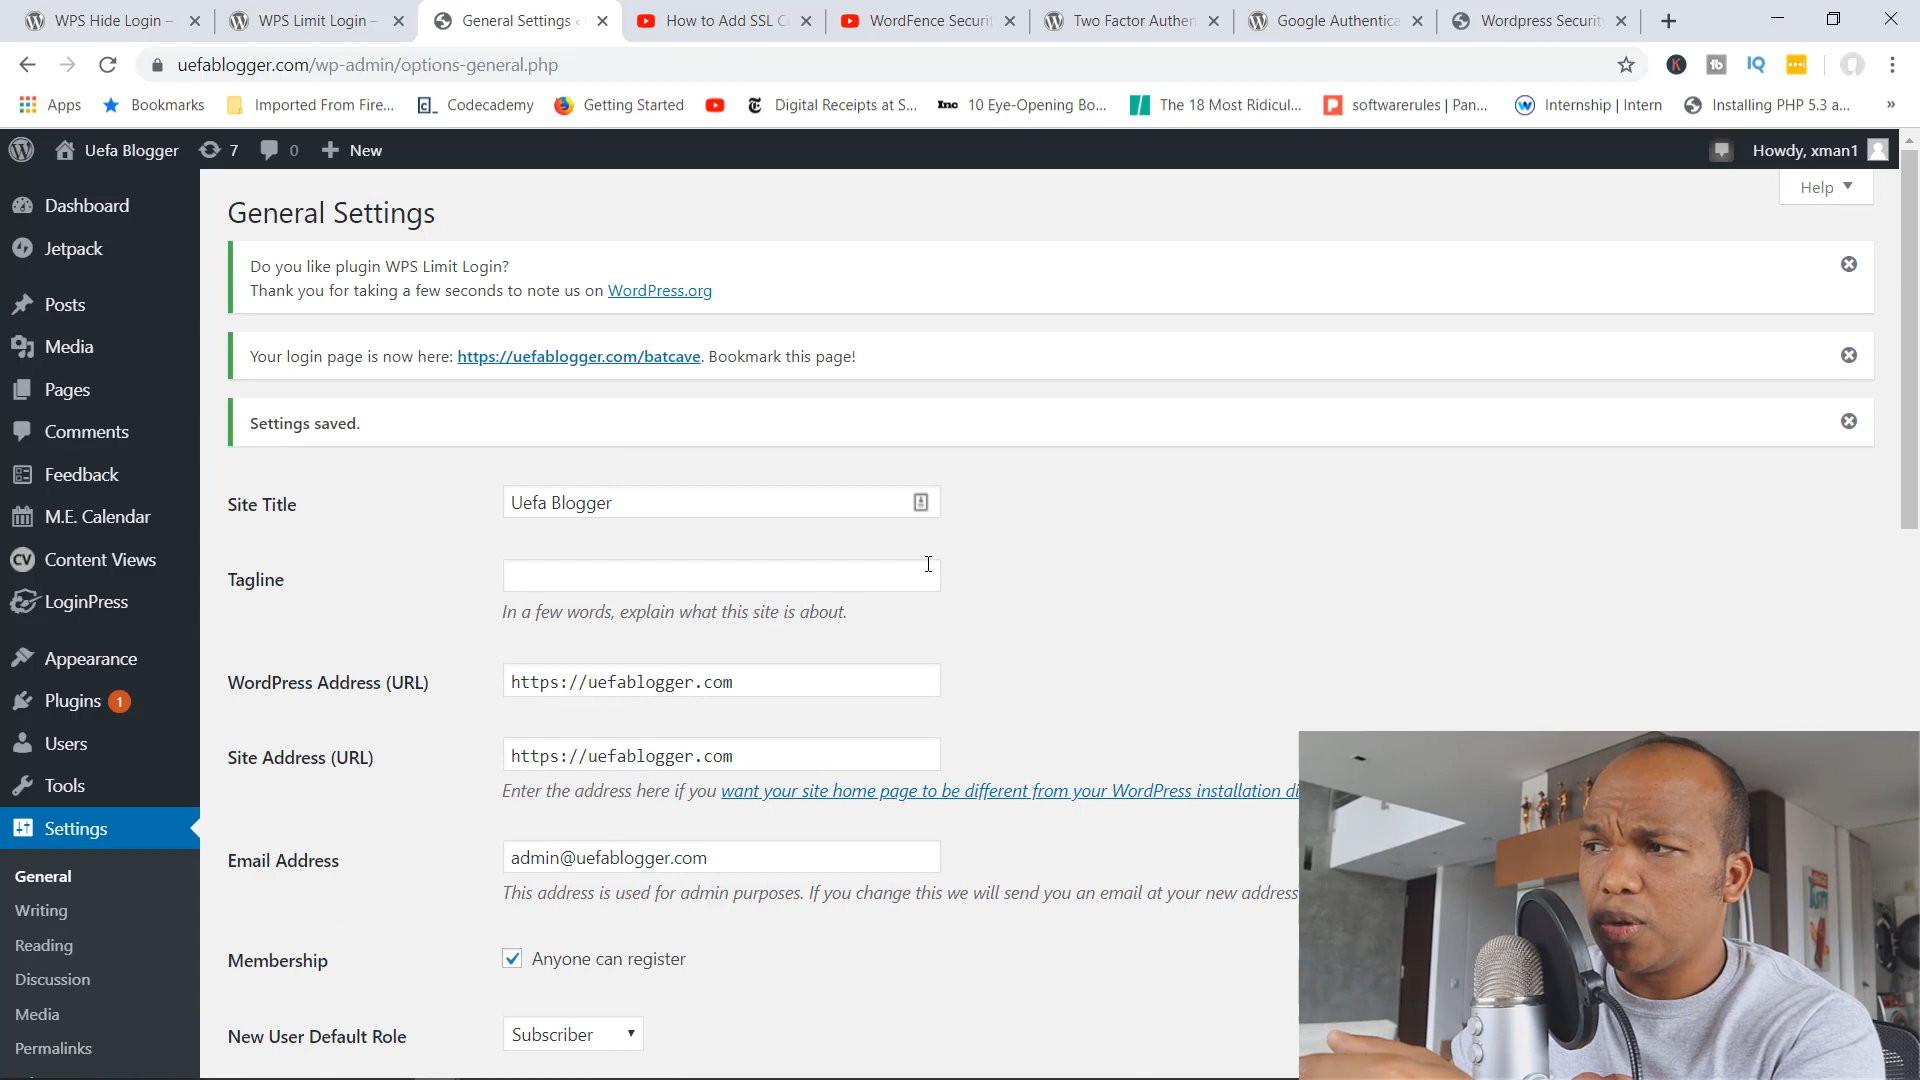 WPS Hide Login –
WPS Limit Login –
General Settings ‹
How to Add SSL C
WordFence Securi
Two Factor Authen
Google Authentica
Wordpress Securit
uefablogger.com/wp-admin/options-general.php
Apps
Bookmarks
Imported From Fire...
Codecademy
Getting Started
Digital Receipts at S...
Inc
10 Eye-Opening Bo...
The 18 Most Ridicul...
softwarerules | Pan...
Internship | Intern
Installing PHP 5.3 a...
»
Uefa Blogger
7
0
New
Howdy, xman1
Help
Dashboard
Jetpack
Posts
Media
Pages
Comments
Feedback
M.E. Calendar
CV
Content Views
LoginPress
Appearance
Plugins 1
Users
Tools
Settings
General
Writing
Reading
Discussion
Media
Permalinks
General Settings
Do you like plugin WPS Limit Login?
Thank you for taking a few seconds to note us on WordPress.org
Your login page is now here: https://uefablogger.com/batcave. Bookmark this page!
Settings saved.
Site Title
Uefa Blogger
Tagline
In a few words, explain what this site is about.
WordPress Address (URL)
https://uefablogger.com
Site Address (URL)
https://uefablogger.com
Enter the address here if you want your site home page to be different from your WordPress installation di
Email Address
admin@uefablogger.com
This address is used for admin purposes. If you change this we will send you an email at your new address
Membership
Anyone can register
New User Default Role
Subscriber